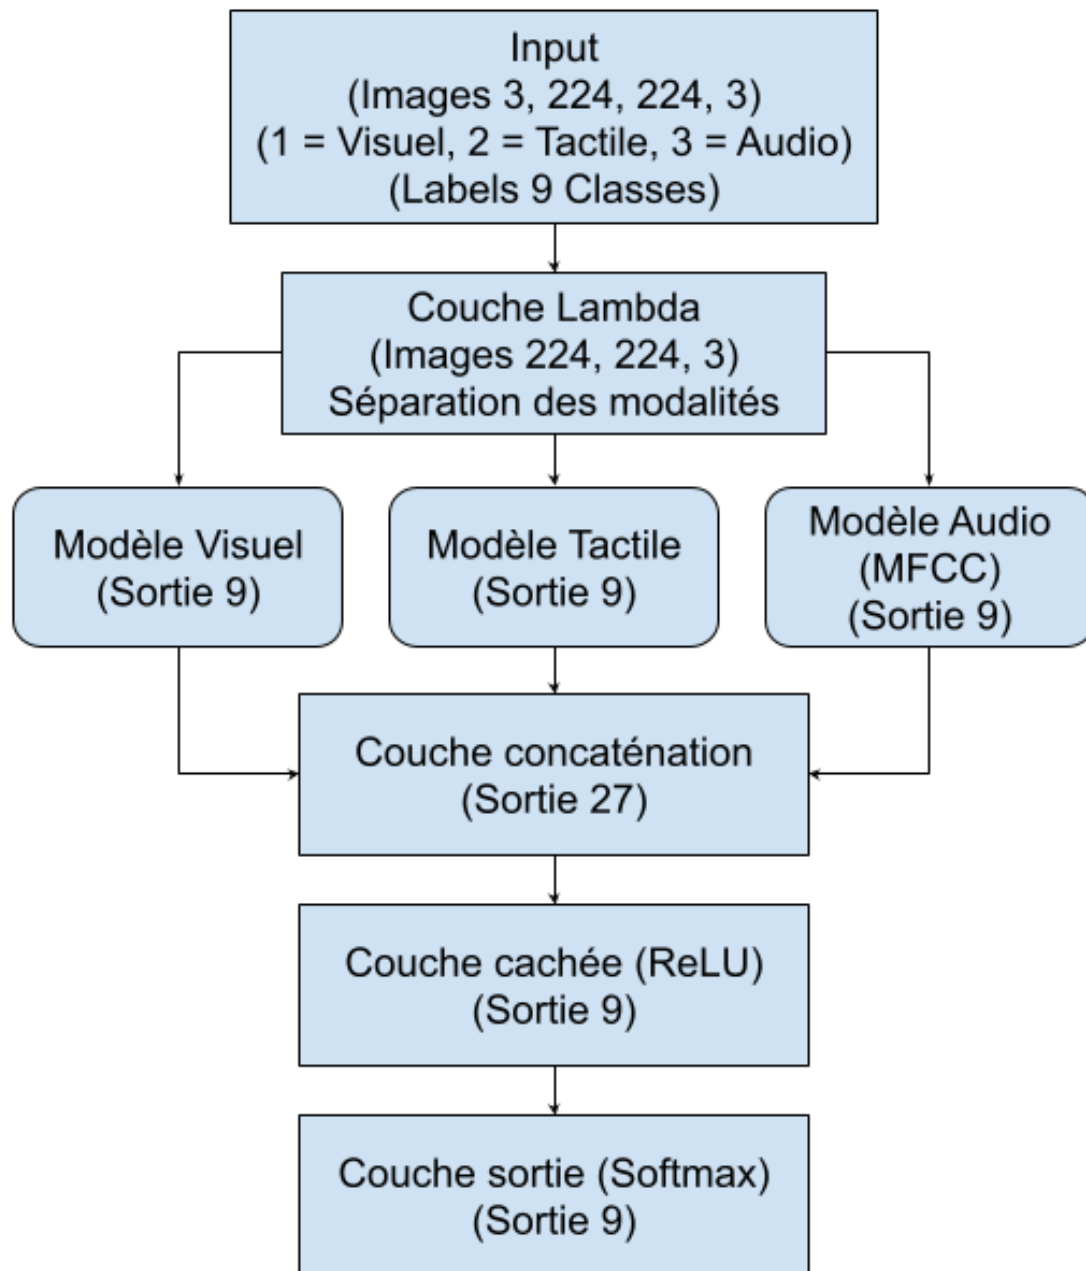 Input
(Images 3, 224, 224, 3)
(1 = Visuel, 2 = Tactile, 3 = Audio)
(Labels 9 Classes)
Couche Lambda
(Images 224, 224, 3)
Séparation des modalités
Modèle Visuel
(Sortie 9)
Modèle Tactile
(Sortie 9)
Modèle Audio
(MFCC)
(Sortie 9)
Couche concaténation
(Sortie 27)
Couche cachée (ReLU)
(Sortie 9)
Couche sortie (Softmax)
(Sortie 9)